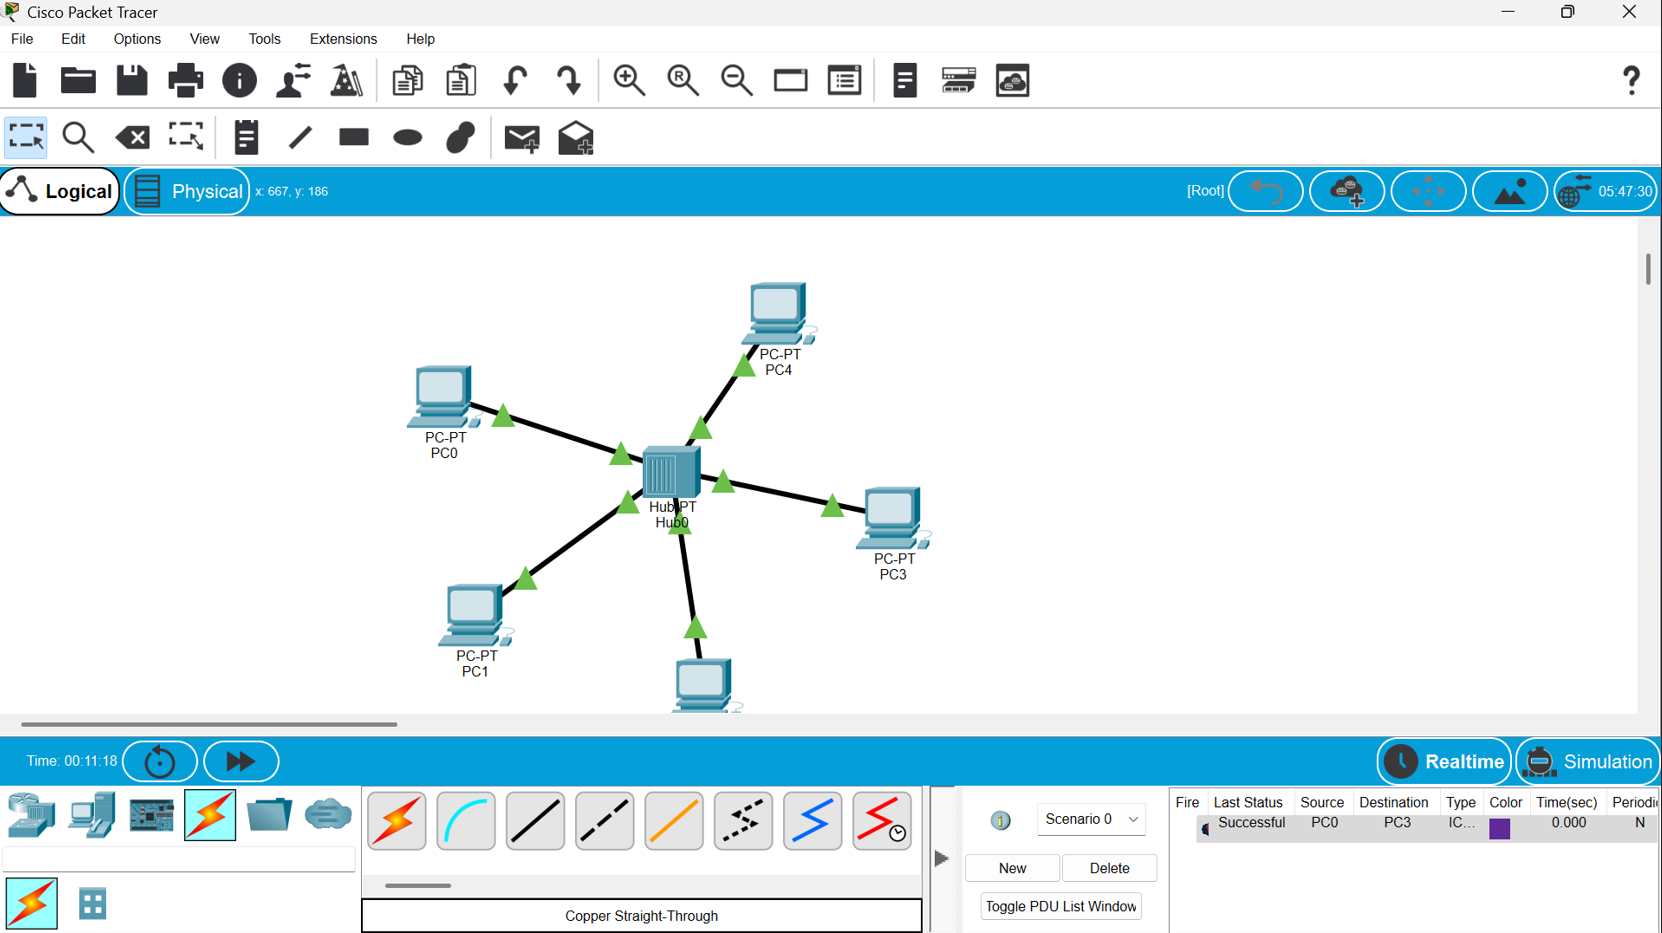 Cisco Packet Tracer
File Edit Options View Tools Extensions Help
R
?
Logical Physical x: 667, y: 186 [Root] 05:47:30
PC-PT
PC4
PC-PT
PC0
Hub-PT
Hub0
PC-PT
PC3
PC-PT
PC1
Time: 00:11:18 Realtime Simulation
Fire Last Status Source Destination Type Color Time(sec) Periodic
Successful PC0 PC3 IC... 0.000 N
Scenario 0
New Delete
Toggle PDU List Window
Copper Straight-Through